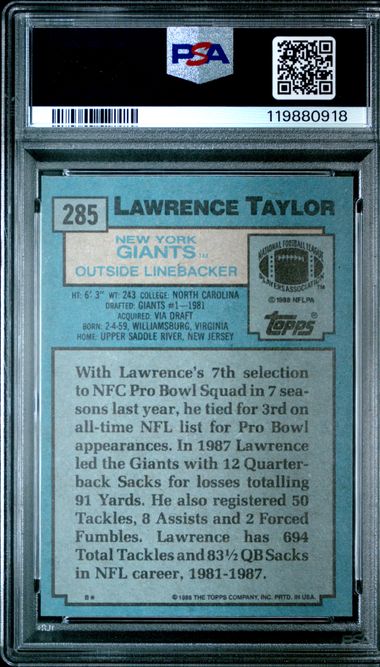 PSA
119880918
285 LAWRENCE TAYLOR
NEW YORK
GIANTS TM
OUTSIDE LINEBACKER
NATIONAL FOOTBALL LEAGUE
PLAYERS ASSOCIATION
TM
© 1988 NFLPA
Topps®
HT: 6' 3" WT: 243 COLLEGE: NORTH CAROLINA
DRAFTED: GIANTS #1—1981
ACQUIRED: VIA DRAFT
BORN: 2-4-59, WILLIAMSBURG, VIRGINIA
HOME: UPPER SADDLE RIVER, NEW JERSEY
With Lawrence's 7th selection
to NFC Pro Bowl Squad in 7 sea-
sons last year, he tied for 3rd on
all-time NFL list for Pro Bowl
appearances. In 1987 Lawrence
led the Giants with 12 Quarter-
back Sacks for losses totalling
91 Yards. He also registered 50
Tackles, 8 Assists and 2 Forced
Fumbles. Lawrence has 694
Total Tackles and 83½ QB Sacks
in NFL career, 1981-1987.
B*
© 1988 THE TOPPS COMPANY, INC. PRTD. IN USA.
PSA